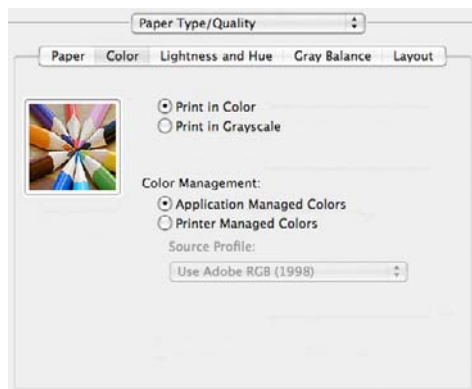 Paper Type/Quality
Paper Color Lightness and Hue Gray Balance Layout
Print in Color
Print in Grayscale
Color Management:
Application Managed Colors
Printer Managed Colors
Source Profile:
Use Adobe RGB (1998)